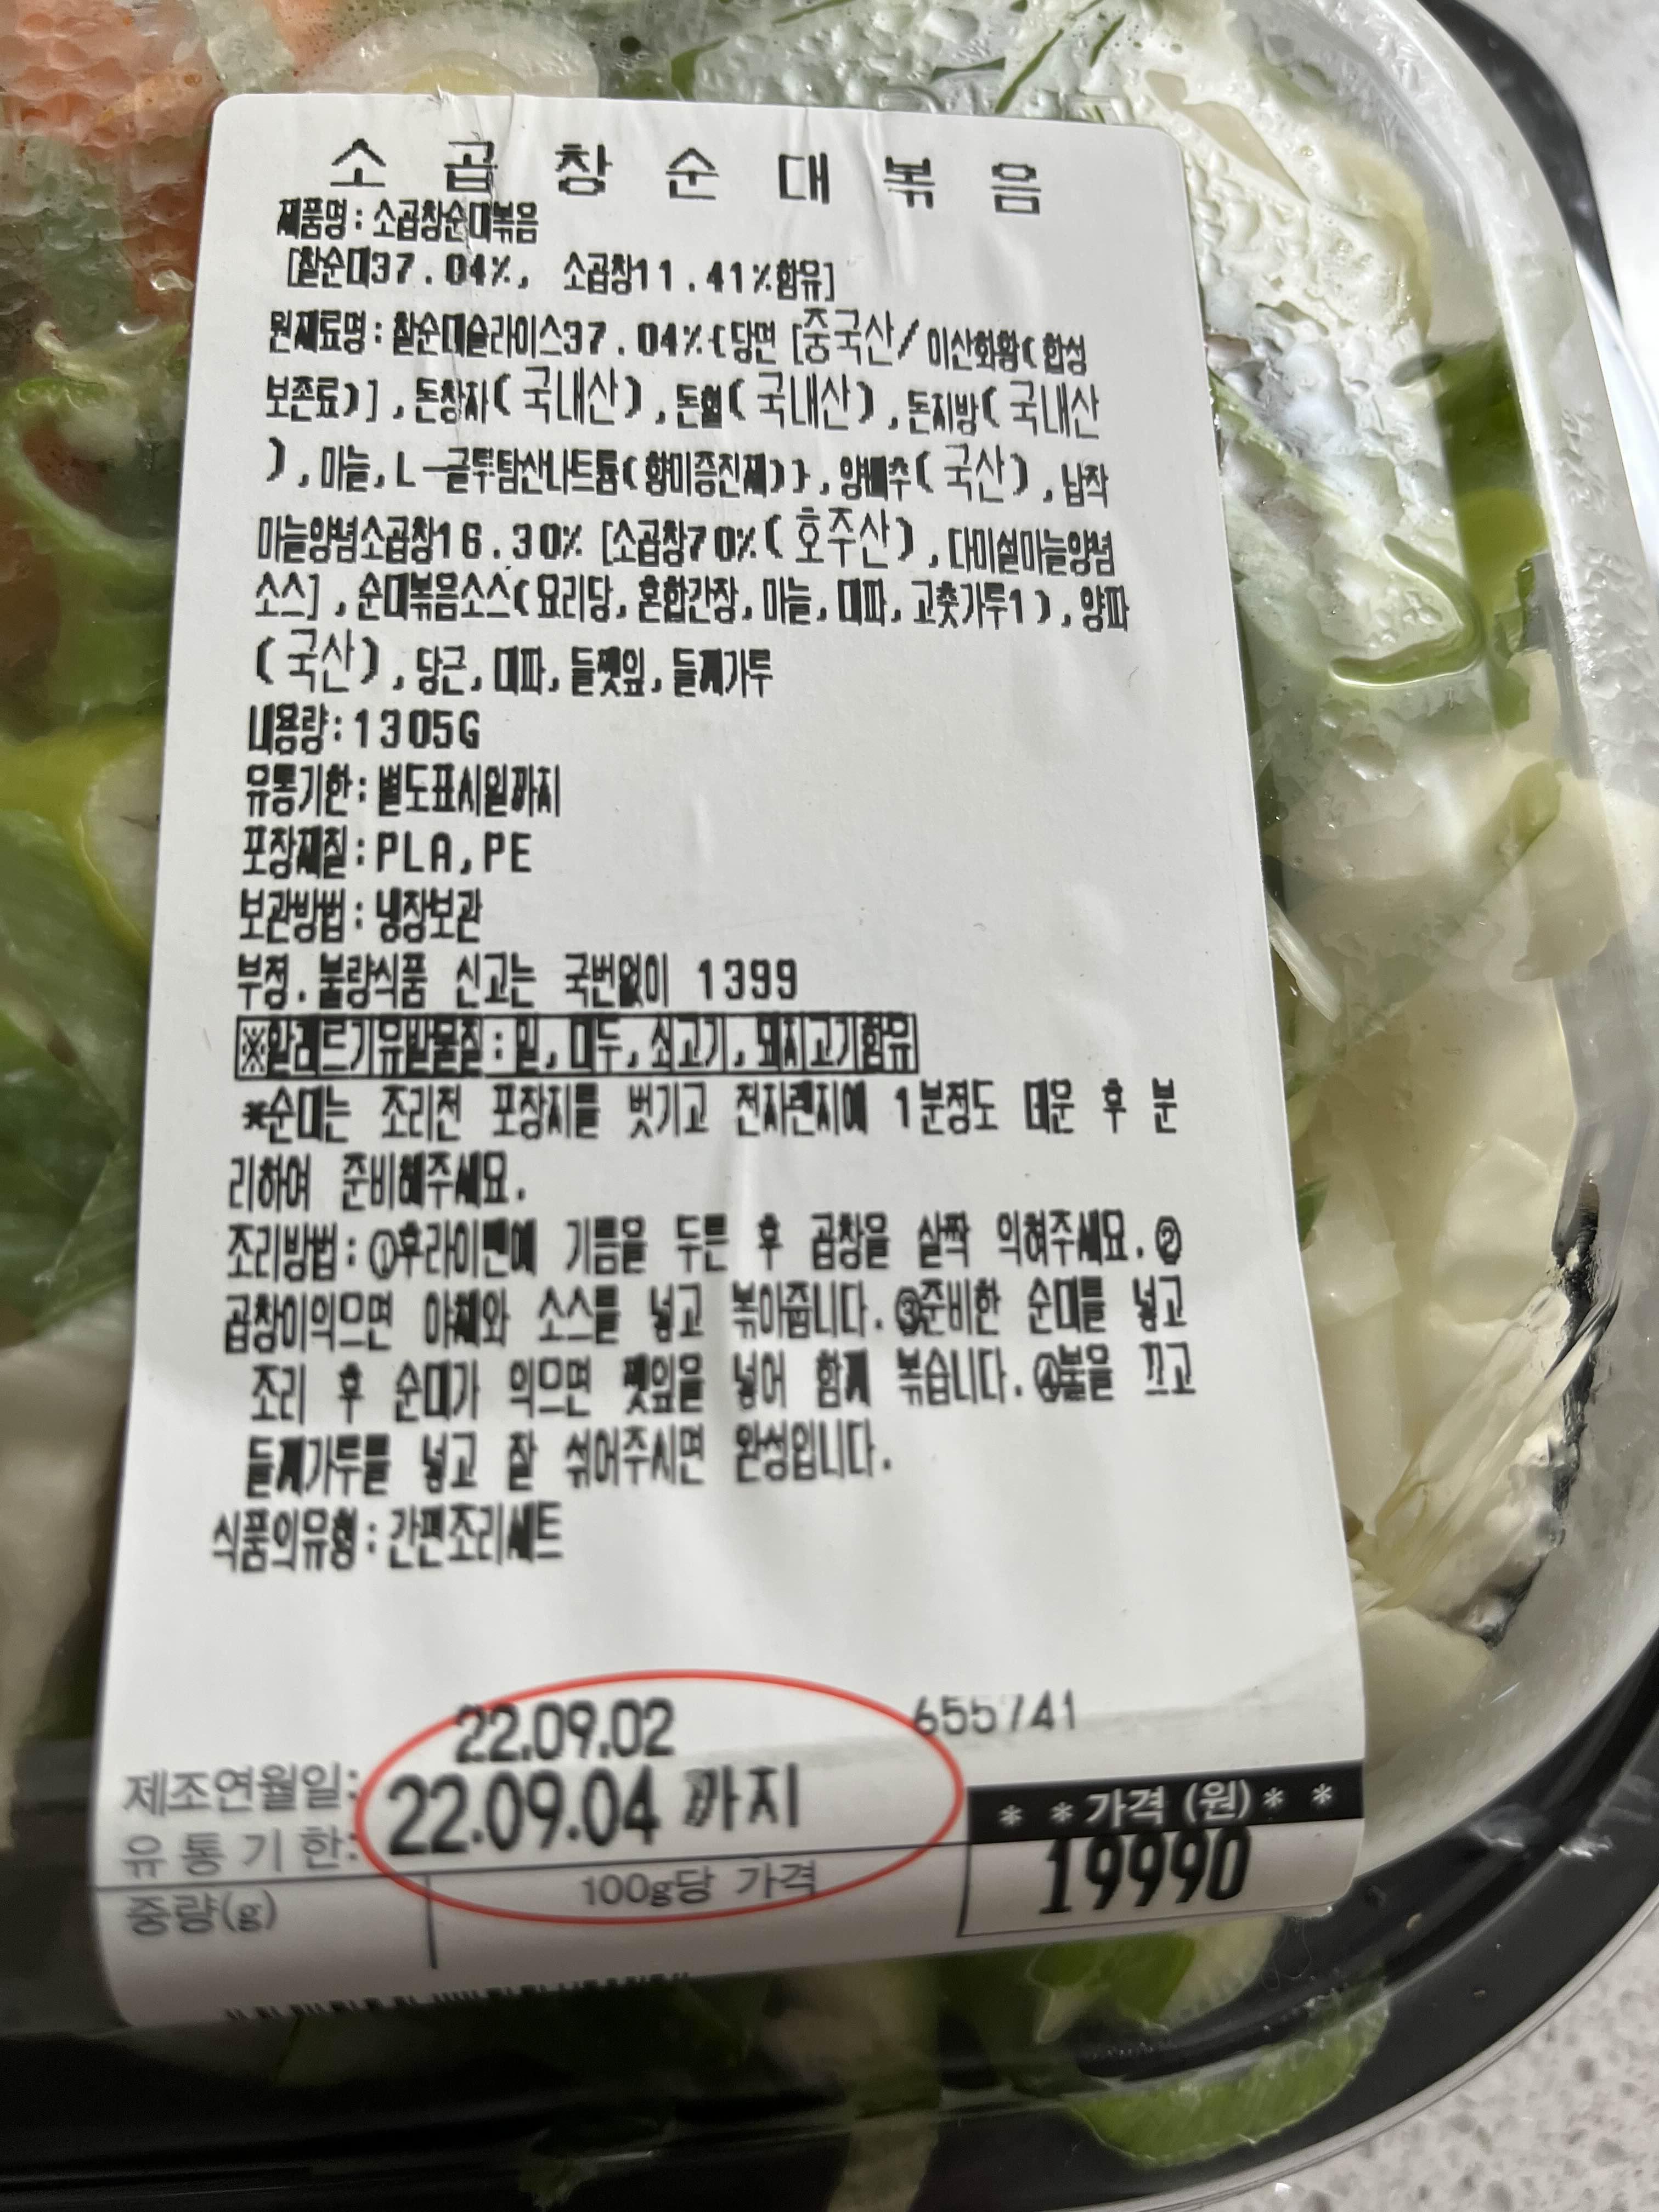 소곱창순대볶음
제품명:소곱창순대볶음
[찰순대37.04%, 소곱창11.41%함유]
원재료명:찰순대슬라이스37.04%{당면[중국산/이산화황(합성
보존료)],돈창자(국내산),돈혈(국내산),돈지방(국내산
),마늘,L-글루탐산나트륨(향미증진제)},양배추(국산),납작
마늘양념소곱창16.30%[소곱창70%(호주산),다미설마늘양념
소스],순대볶음소스(요리당,혼합간장,마늘,대파,고춧가루1),양파
(국산),당근,대파,들깻잎,들깨가루
내용량:1305G
유통기한:별도표시일까지
포장재질:PLA,PE
보관방법:냉장보관
부정.불량식품 신고는 국번없이 1399
※알레르기유발물질:밀,대두,쇠고기,돼지고기함유
*순대는 조리전 포장지를 벗기고 전자렌지에 1분정도 데운 후 분
리하여 준비해주세요.
조리방법:①후라이팬에 기름을 두른 후 곱창을 살짝 익혀주세요.②
곱창이익으면 야채와 소스를 넣고 볶아줍니다.③준비한 순대를 넣고
조리 후 순대가 익으면 깻잎을 넣어 함께 볶습니다.④불을 끄고
들깨가루를 넣고 잘 섞어주시면 완성입니다.
식품의유형:간편조리세트
22.09.02 655741
제조연월일:
유통기한: 22.09.04 까지
* *가격(원)* *
19990
중량(g) 100g당 가격